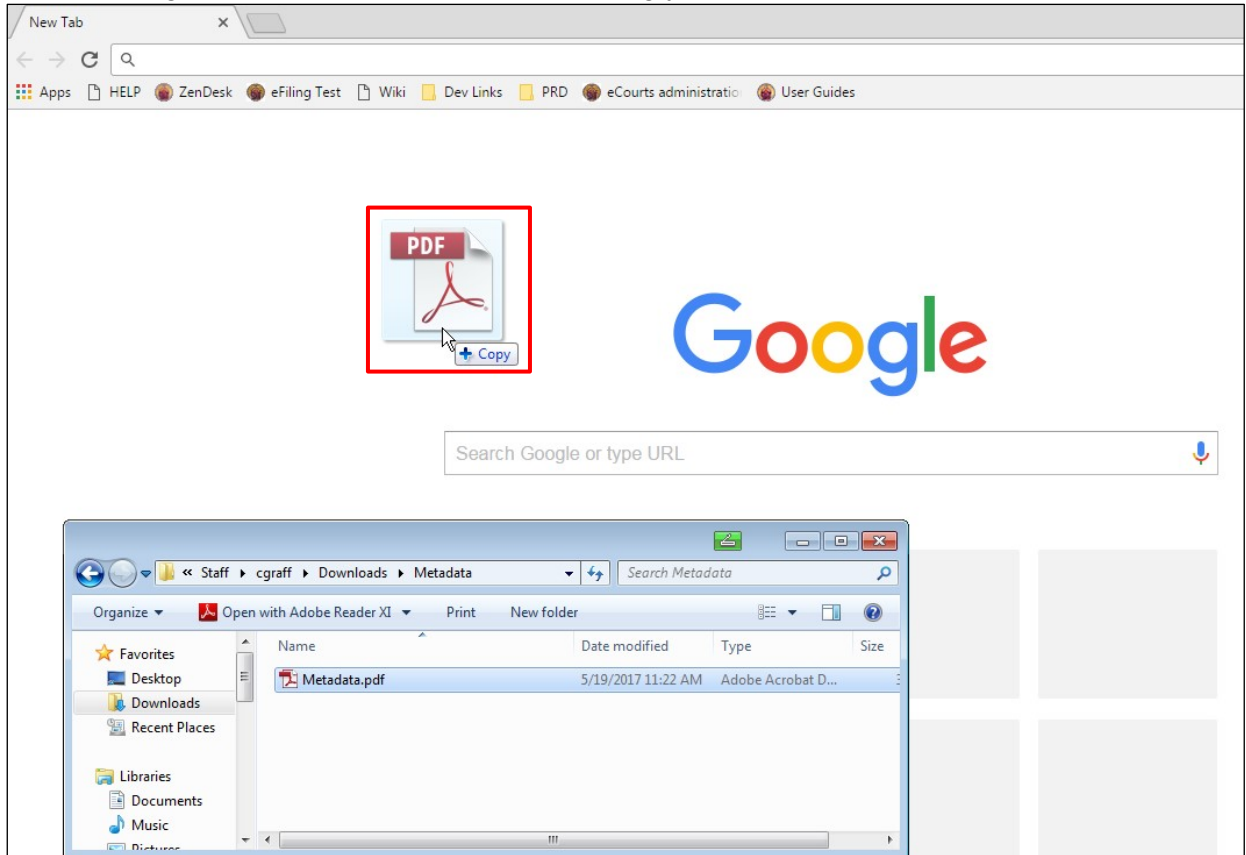 New Tab
Apps HELP ZenDesk eFiling Test Wiki Dev Links PRD eCourts administratio User Guides
PDF
Copy
Google
Search Google or type URL
« Staff cgraff Downloads Metadata Search Metadata
Organize Open with Adobe Reader XI Print New folder
Favorites Name Date modified Type Size
Desktop Metadata.pdf 5/19/2017 11:22 AM Adobe Acrobat D...
Downloads
Recent Places
Libraries
Documents
Music
Pictures